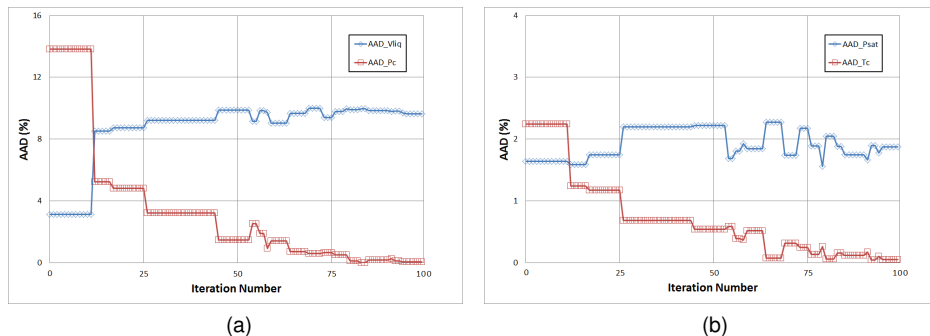 16
12
8
4
0
AAD (%)
0
25
50
75
100
Iteration Number
AAD_Vliq
AAD_Pc
(a)
4
3
2
1
0
AAD (%)
0
25
50
75
100
Iteration Number
AAD_Psat
AAD_Tc
(b)